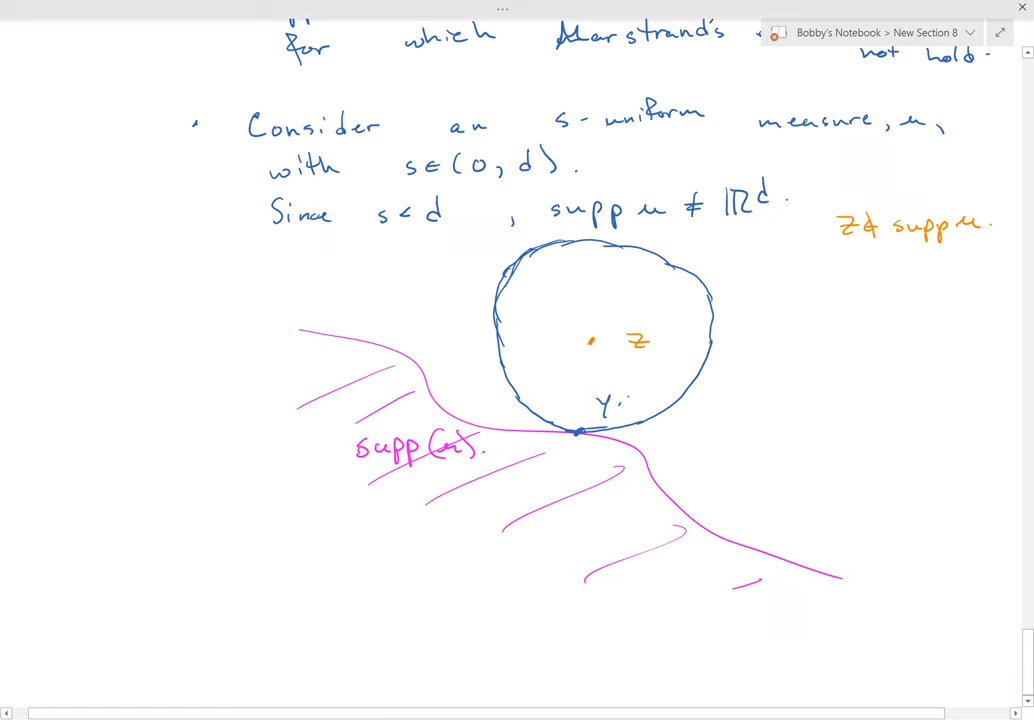 ...
Bobby's Notebook > New Section 8
for which Marstrand's
not hold.
Consider an s-uniform measure, μ,
with s ∈ (0, d).
Since s < d, supp μ ≠ ℝᵈ.
z ∉ supp μ.
z
y.
supp(μ).